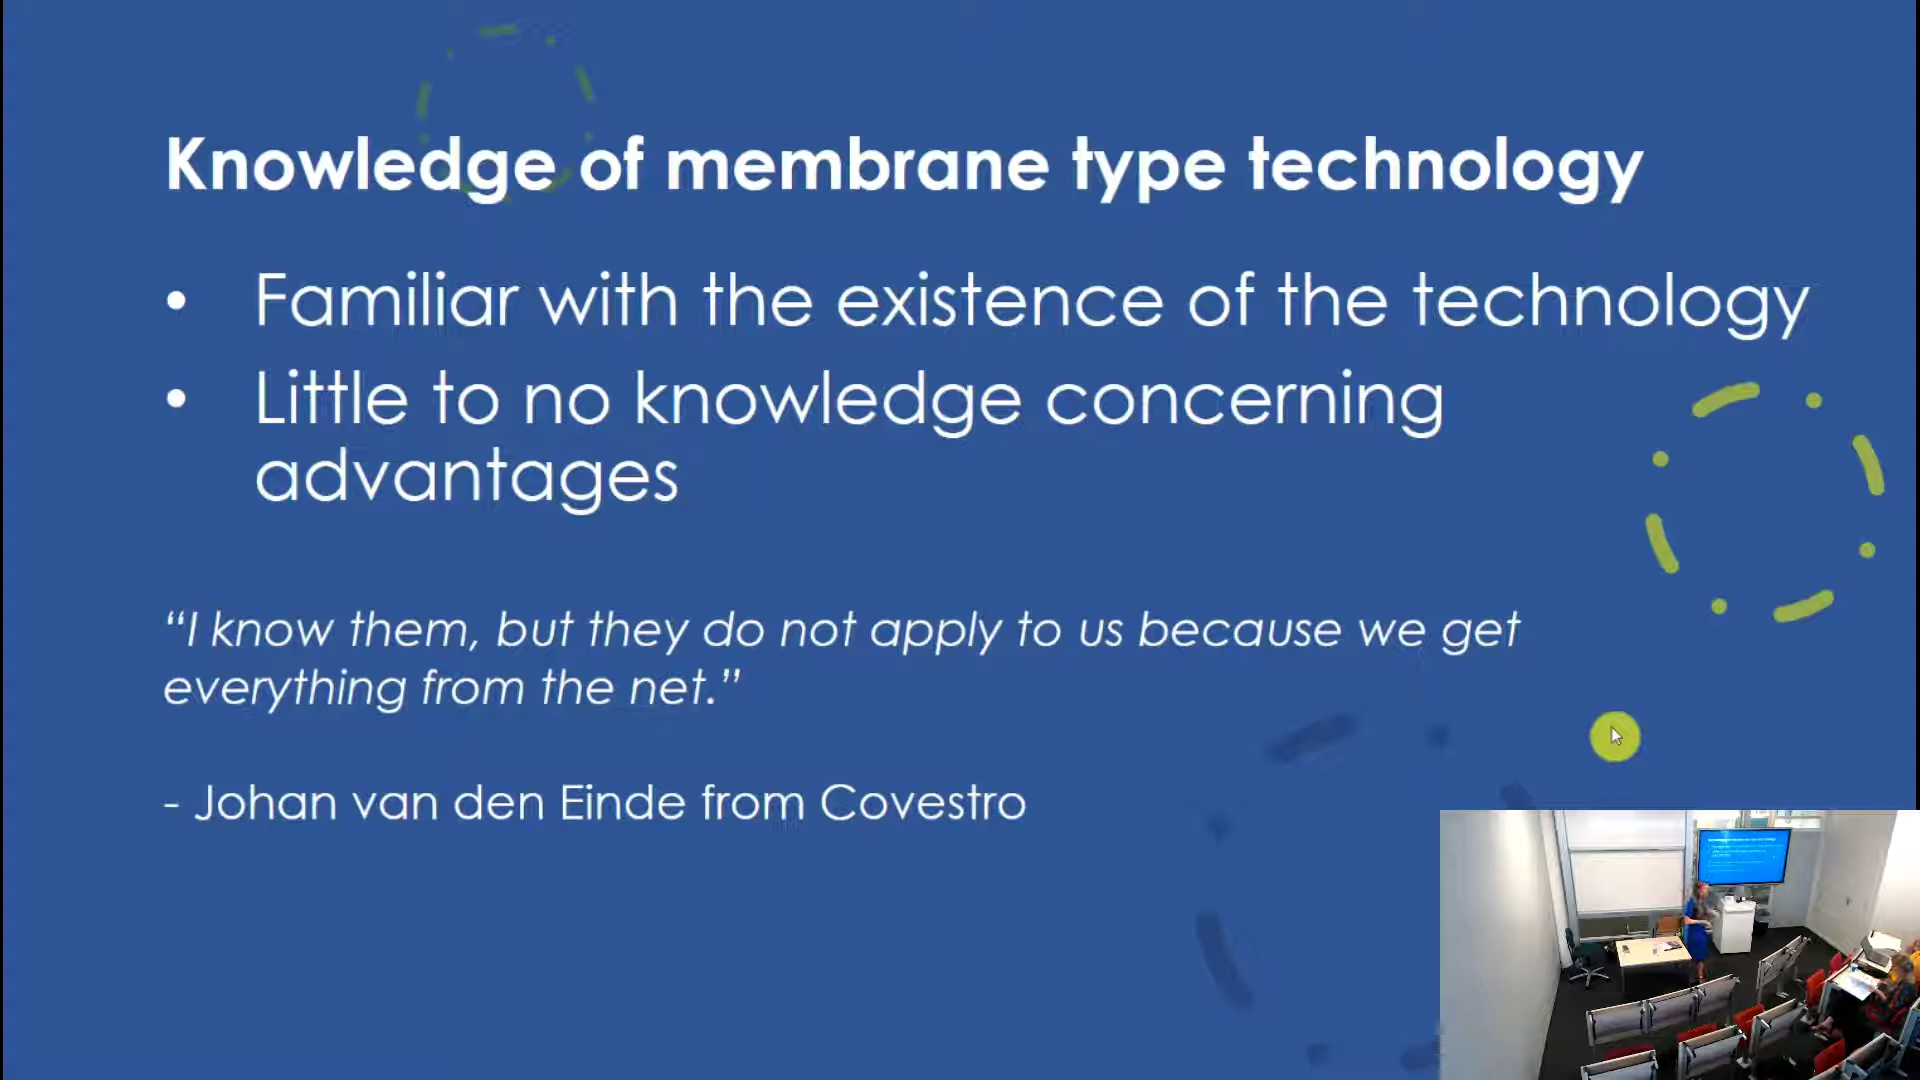 Knowledge of membrane type technology
• Familiar with the existence of the technology
• Little to no knowledge concerning
advantages
“I know them, but they do not apply to us because we get
everything from the net.”
- Johan van den Einde from Covestro